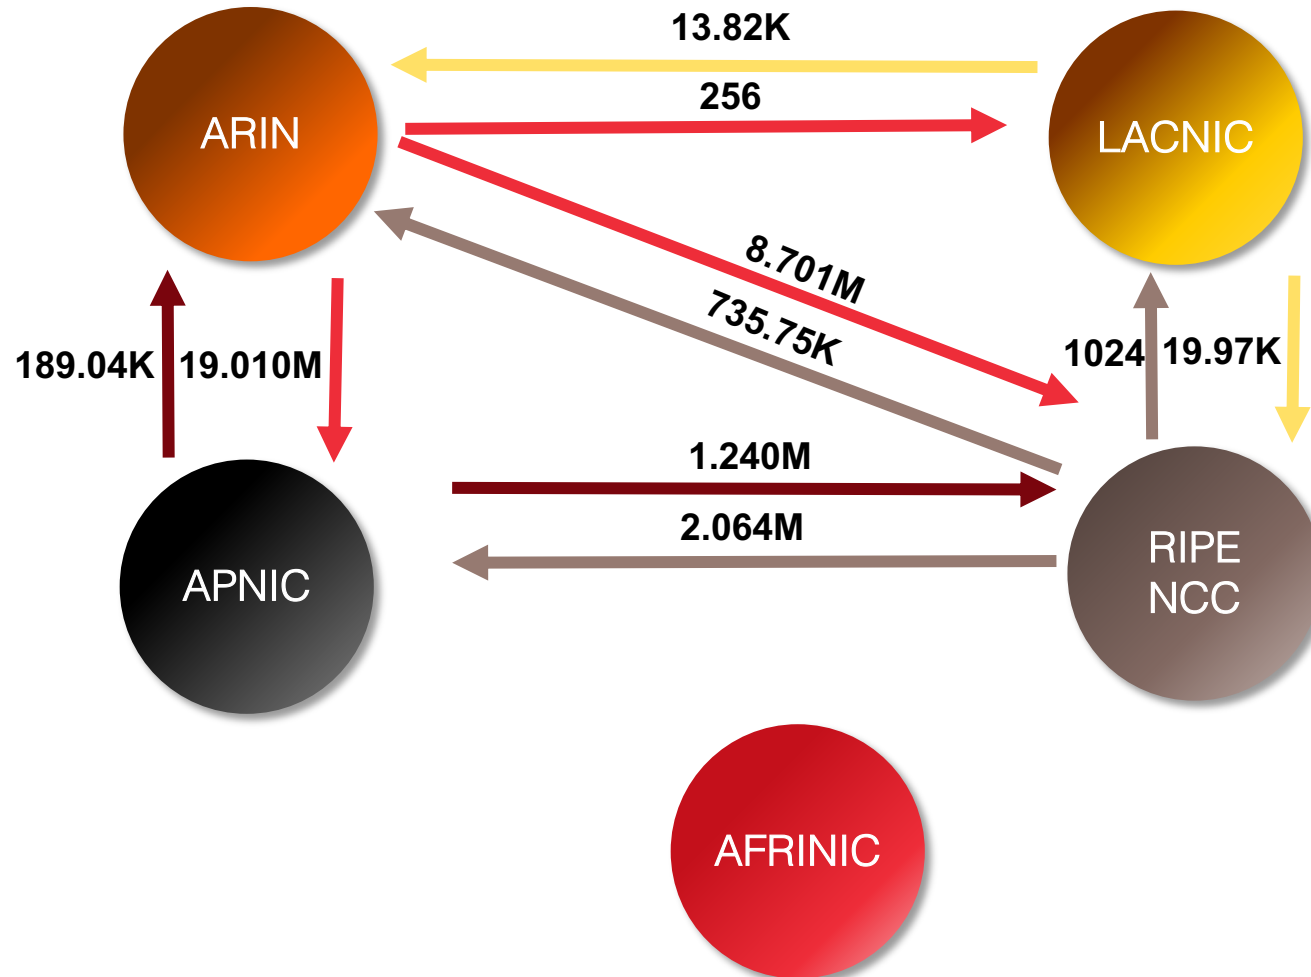 13.82K
256
ARIN
LACNIC
8.701M
735.75K
189.04K
19.010M
1024
19.97K
1.240M
2.064M
APNIC
RIPE
NCC
AFRINIC